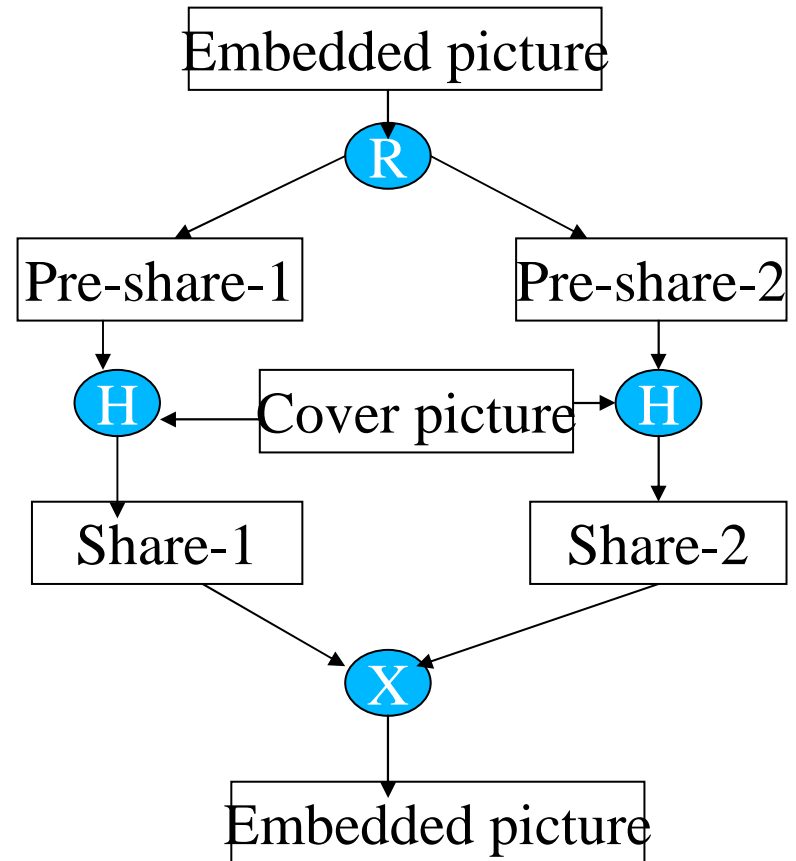 Embedded picture
R
Pre-share-1
Pre-share-2
H
Cover picture
H
Share-1
Share-2
X
Embedded picture